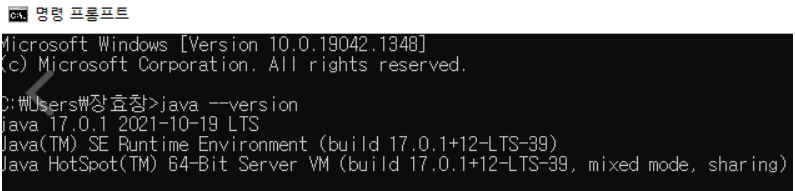 명령 프롬프트
Microsoft Windows [Version 10.0.19042.1348]
(c) Microsoft Corporation. All rights reserved.
C:₩Users₩장효창>java --version
java 17.0.1 2021-10-19 LTS
Java(TM) SE Runtime Environment (build 17.0.1+12-LTS-39)
Java HotSpot(TM) 64-Bit Server VM (build 17.0.1+12-LTS-39, mixed mode, sharing)